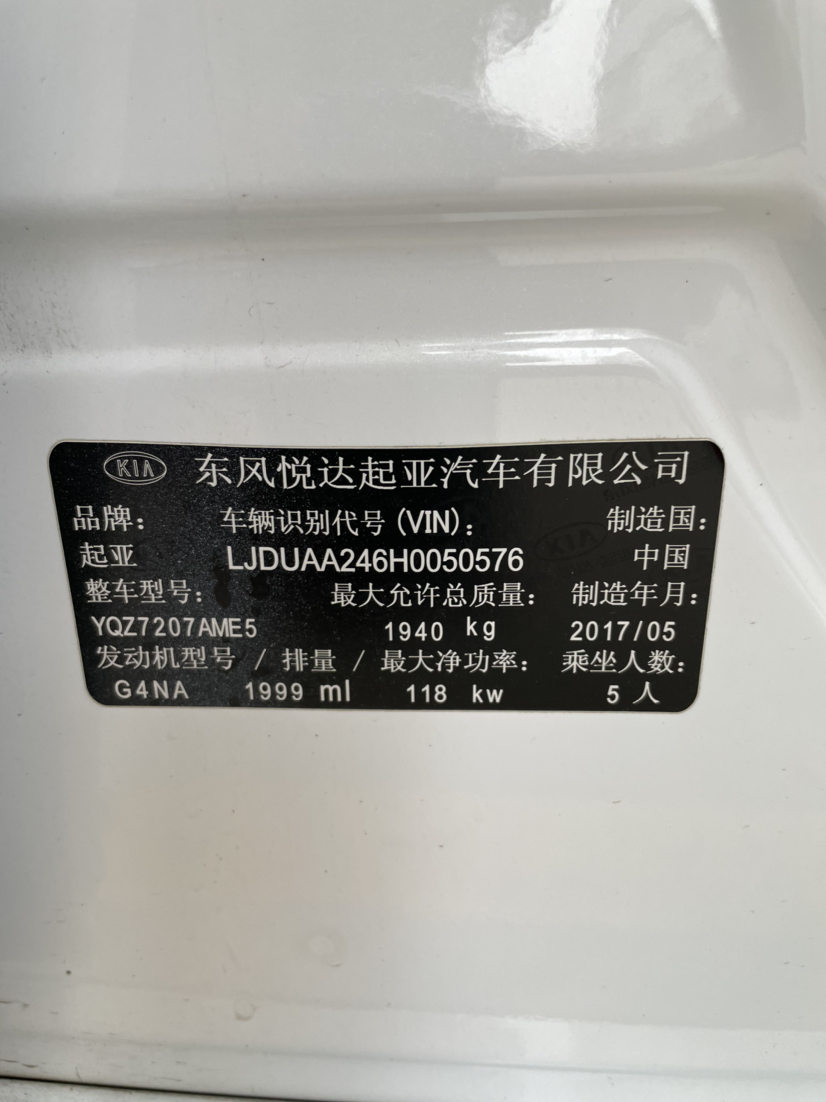 KIA 东风悦达起亚汽车有限公司
品牌： 车辆识别代号(VIN)： 制造国：
起亚 LJDUAA246H0050576 中国
整车型号： 最大允许总质量： 制造年月：
YQZ7207AME5 1940 kg 2017/05
发动机型号 / 排量 / 最大净功率： 乘坐人数：
G4NA 1999 ml 118 kw 5 人